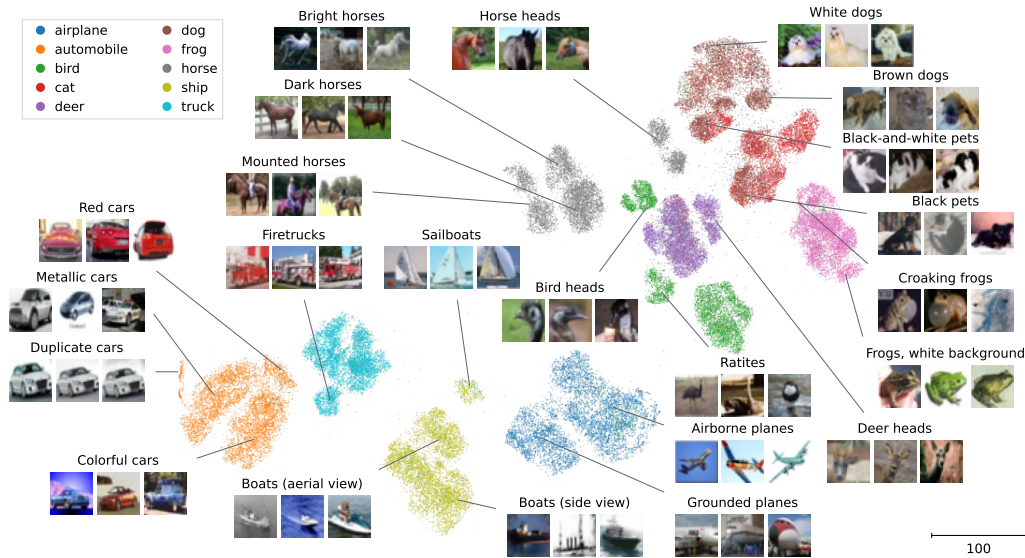 airplane
automobile
bird
cat
deer
dog
frog
horse
ship
truck
Bright horses
Horse heads
White dogs
Dark horses
Brown dogs
Black-and-white pets
Mounted horses
Black pets
Red cars
Firetrucks
Sailboats
Metallic cars
Bird heads
Croaking frogs
Duplicate cars
Ratites
Frogs, white background
Airborne planes
Deer heads
Colorful cars
Boats (aerial view)
Boats (side view)
Grounded planes
100